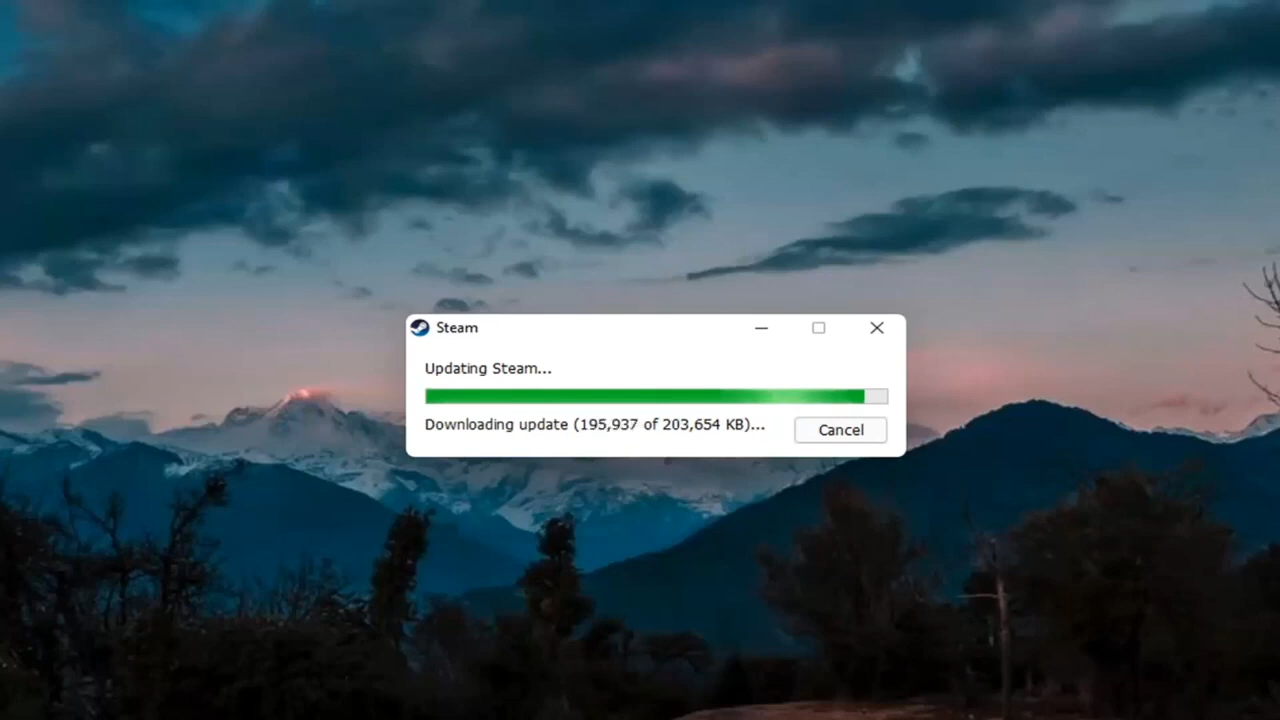 Steam
Updating Steam...
Downloading update (195,937 of 203,654 KB)...
Cancel